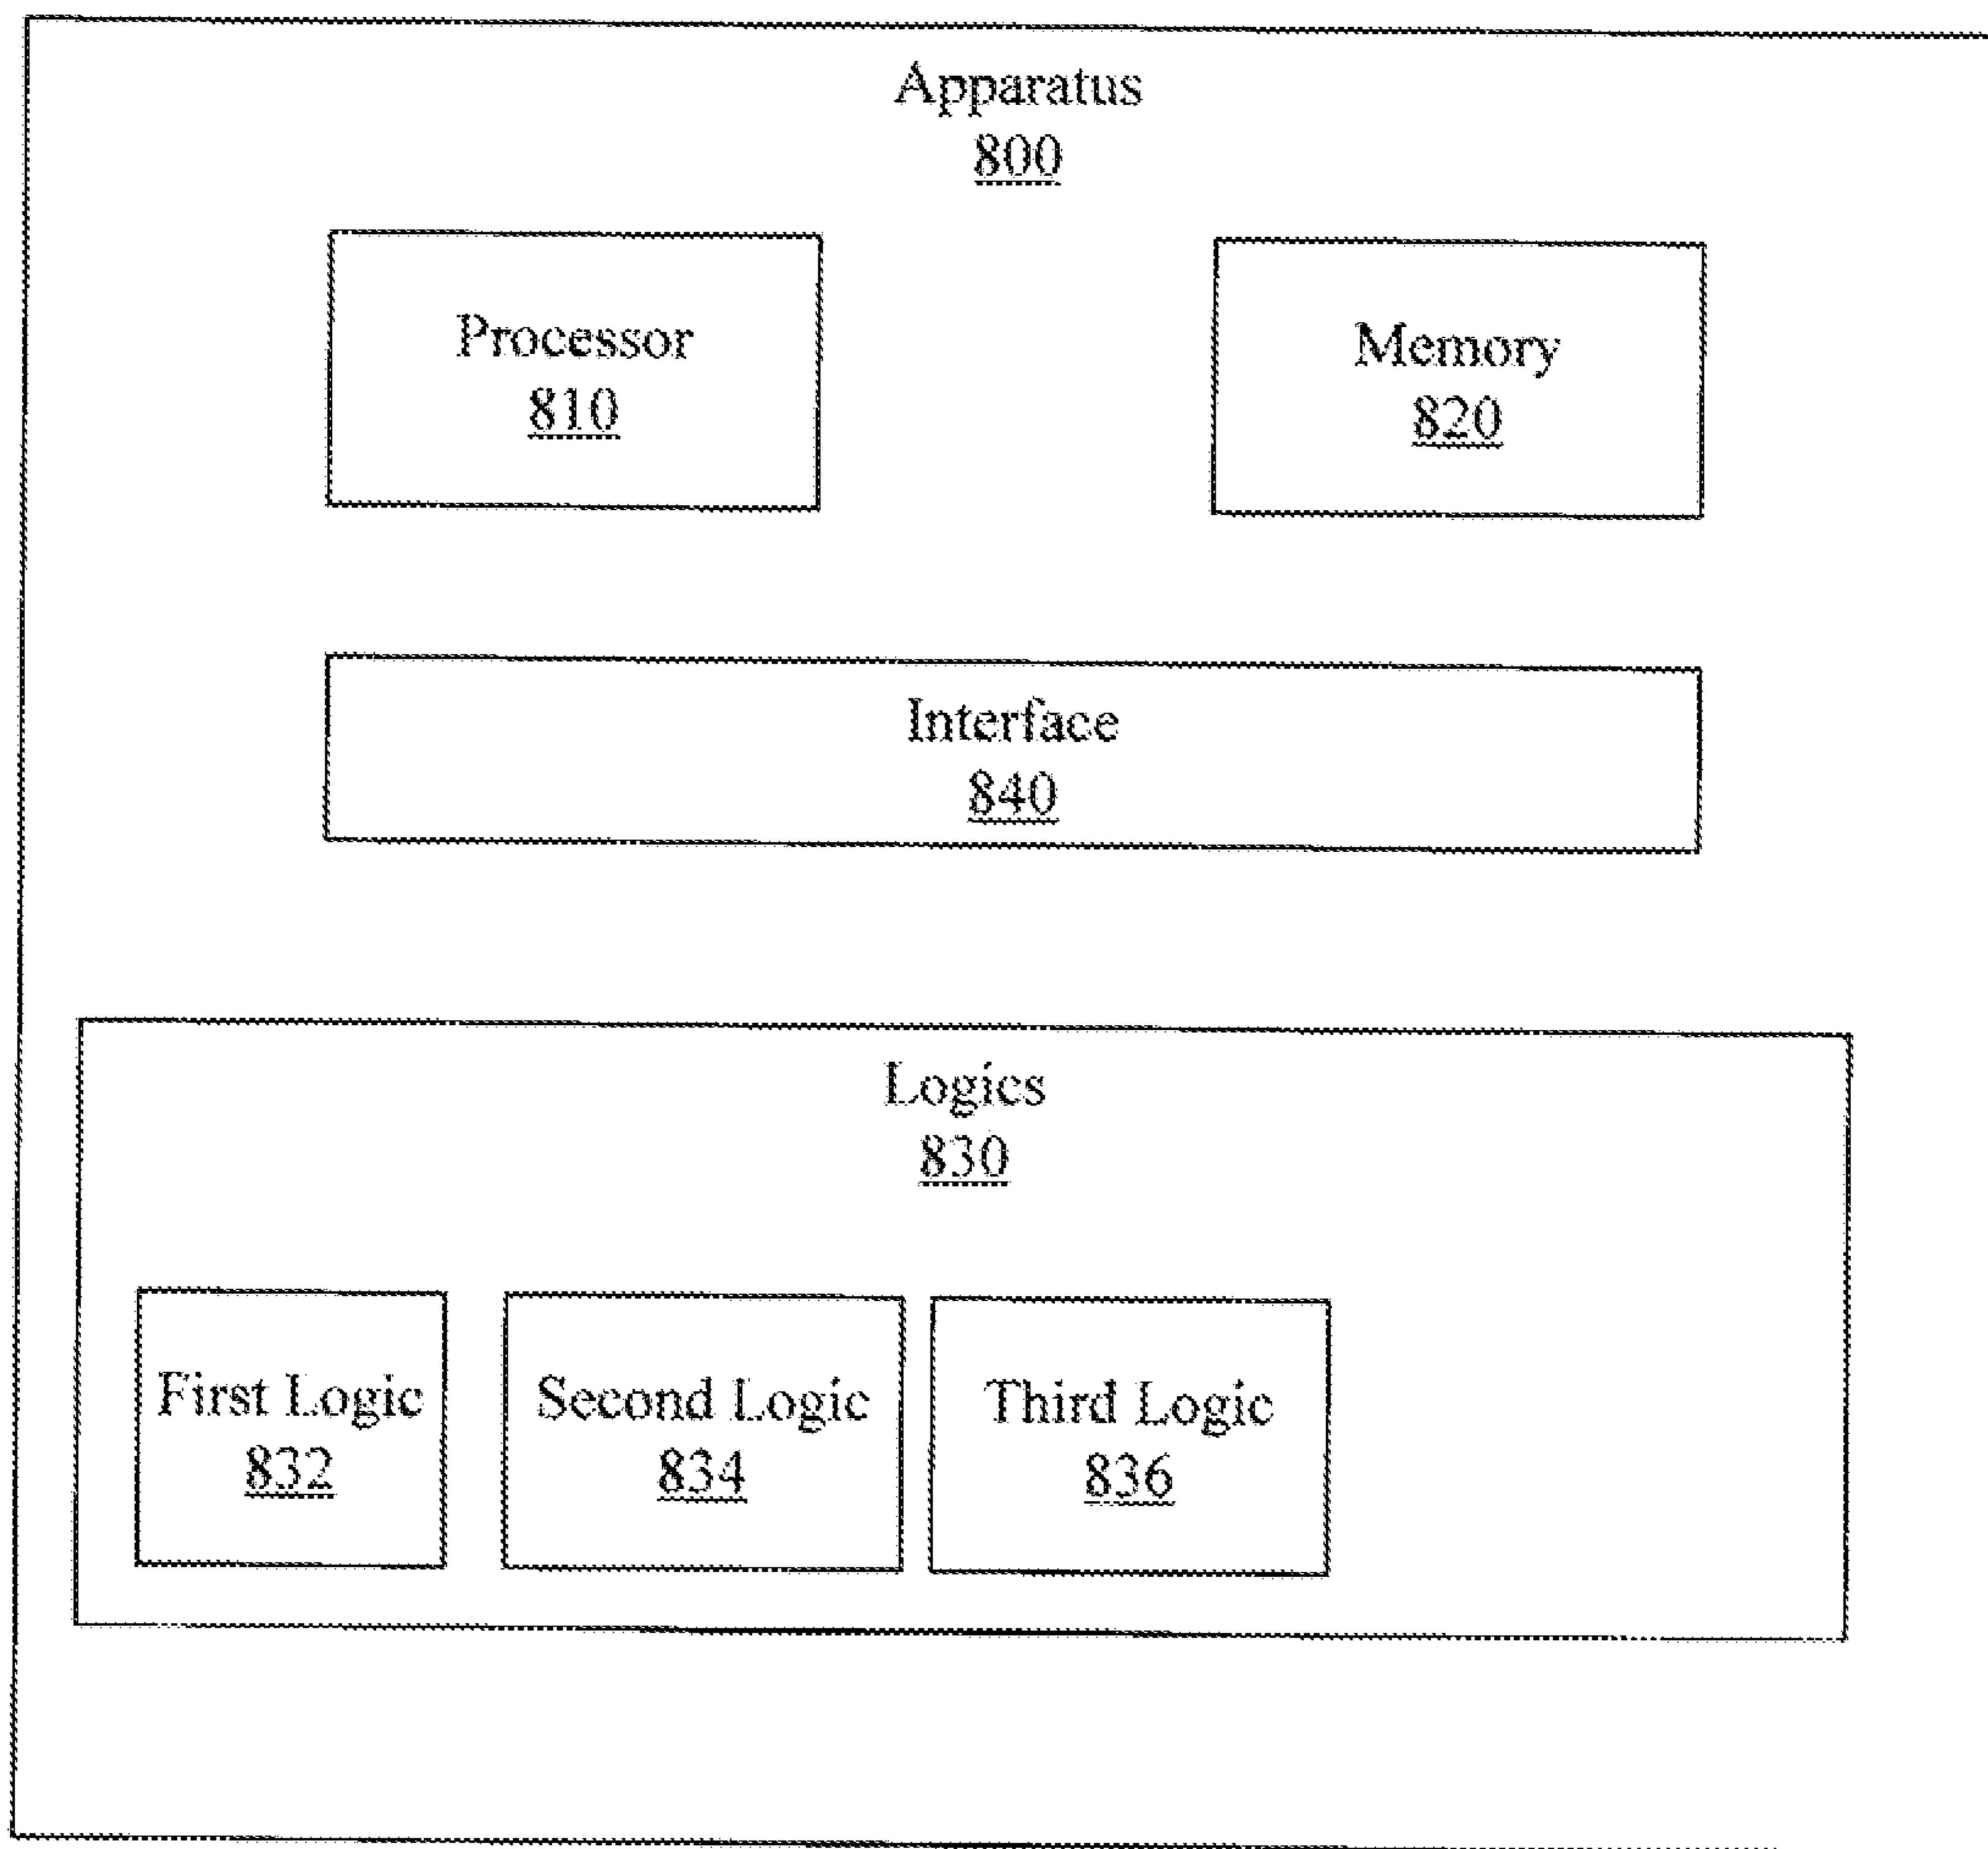 Apparatus
800
Processor
810
Memory
820
Interface
840
Logics
830
First Logic
832
Second Logic
834
Third Logic
836